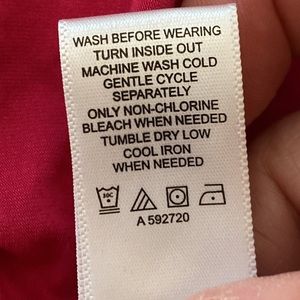 WASH BEFORE WEARING
TURN INSIDE OUT
MACHINE WASH COLD
GENTLE CYCLE
SEPARATELY
ONLY NON-CHLORINE
BLEACH WHEN NEEDED
TUMBLE DRY LOW
COOL IRON
WHEN NEEDED
30C
A 592720